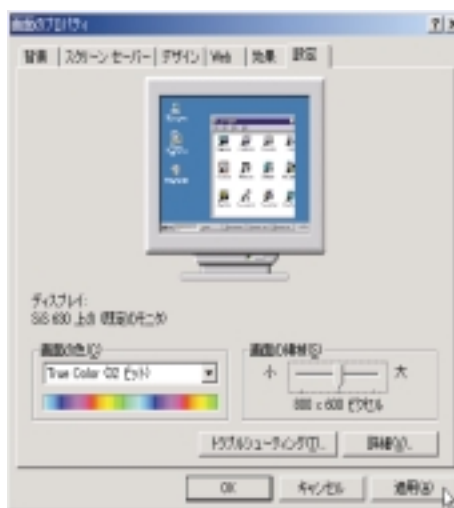 画面のプロパティ
背景 スクリーン セーバー デザイン Web 効果 設定
ディスプレイ:
SiS 630 上の (既定のモニタ)
画面の色(C)
True Color (32 ビット)
画面の領域(S)
小 大
800 x 600 ピクセル
トラブルシューティング(T)... 詳細(V)...
OK キャンセル 適用(A)